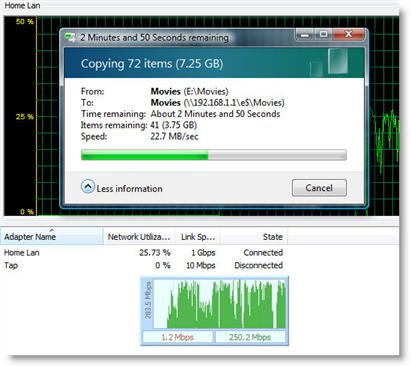 Home Lan
50 %
2 Minutes and 50 Seconds remaining
Copying 72 items (7.25 GB)
From: Movies (E:\Movies)
To: Movies (\\192.168.1.1\e$\Movies)
Time remaining: About 2 Minutes and 50 Seconds
Items remaining: 41 (3.75 GB)
Speed: 22.7 MB/sec
25 %
Less information
Cancel
0 %
Adapter Name Network Utiliza... Link Sp... State
Home Lan 25.73 % 1 Gbps Connected
Tap 0 % 10 Mbps Disconnected
283.5 Mbps
1.2 Mbps 250.2 Mbps